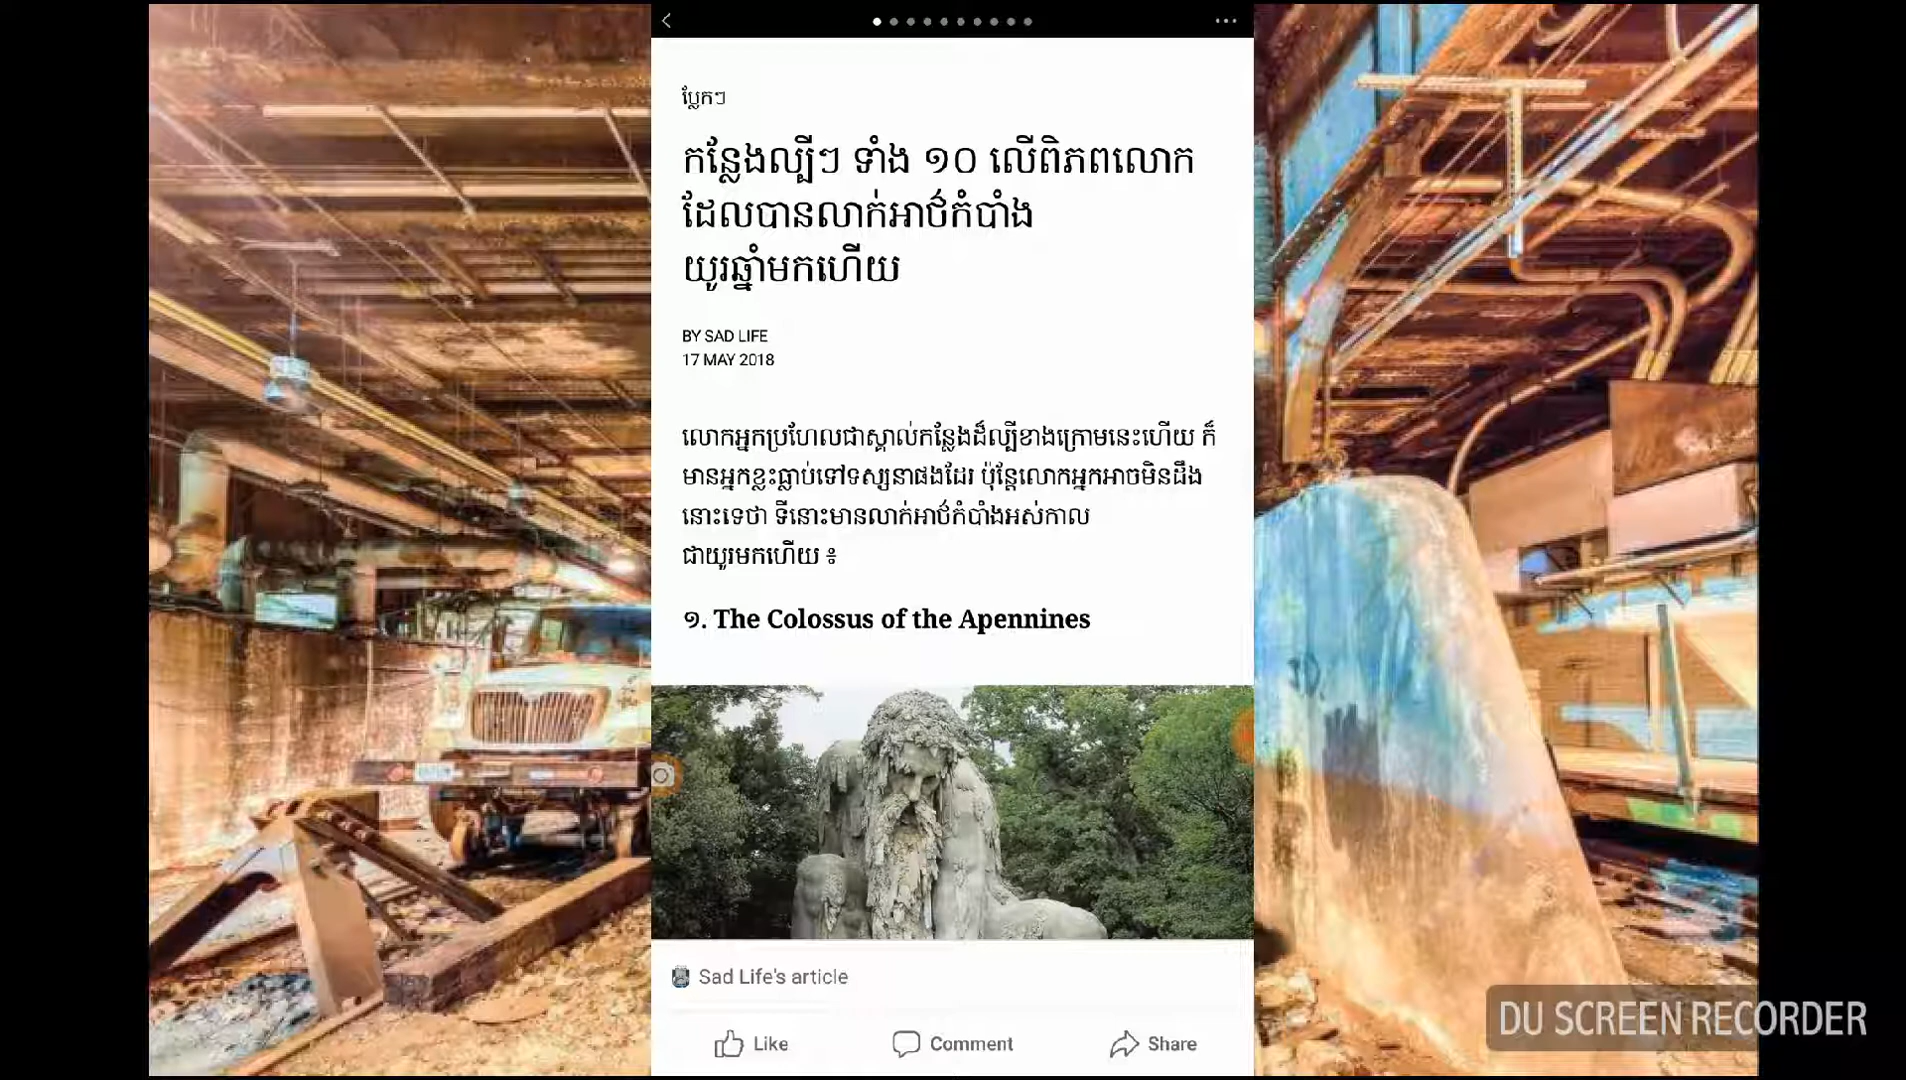 ប្លែកៗ
កន្លែងល្បីៗ ទាំង ១០ លើពិភពលោក
ដែលបានលាក់អាថ៌កំបាំង
យូរឆ្នាំមកហើយ
BY SAD LIFE
17 MAY 2018
លោកអ្នកប្រហែលជាស្គាល់កន្លែងដ៏ល្បីខាងក្រោមនេះហើយ ក៏
មានអ្នកខ្លះធ្លាប់ទៅទស្សនាផងដែរ ប៉ុន្តែលោកអ្នកអាចមិនដឹង
នោះទេថា ទីនោះមានលាក់អាថ៌កំបាំងអស់កាល
ជាយូរមកហើយ ៖
១. The Colossus of the Apennines
Sad Life's article
Like Comment Share
DU SCREEN RECORDER